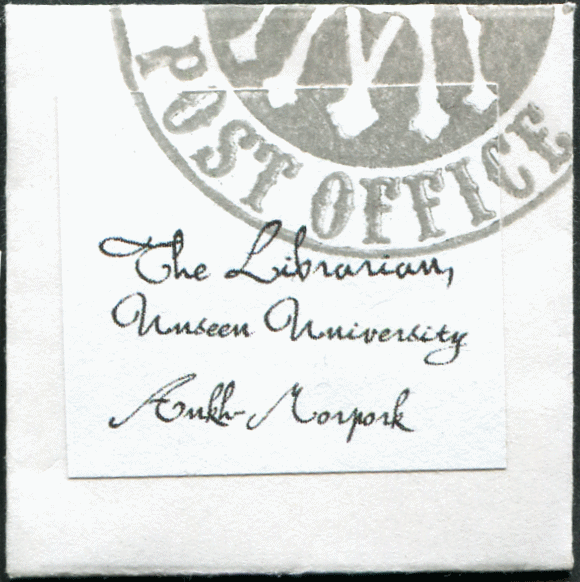 POST OFFICE
The Librarian,
Unseen University
Ankh-Morpork